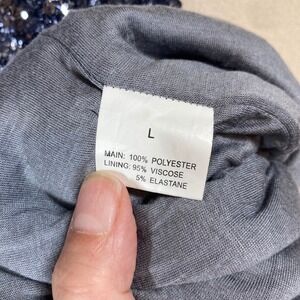 L
MAIN: 100% POLYESTER
LINING: 95% VISCOSE
5% ELASTANE